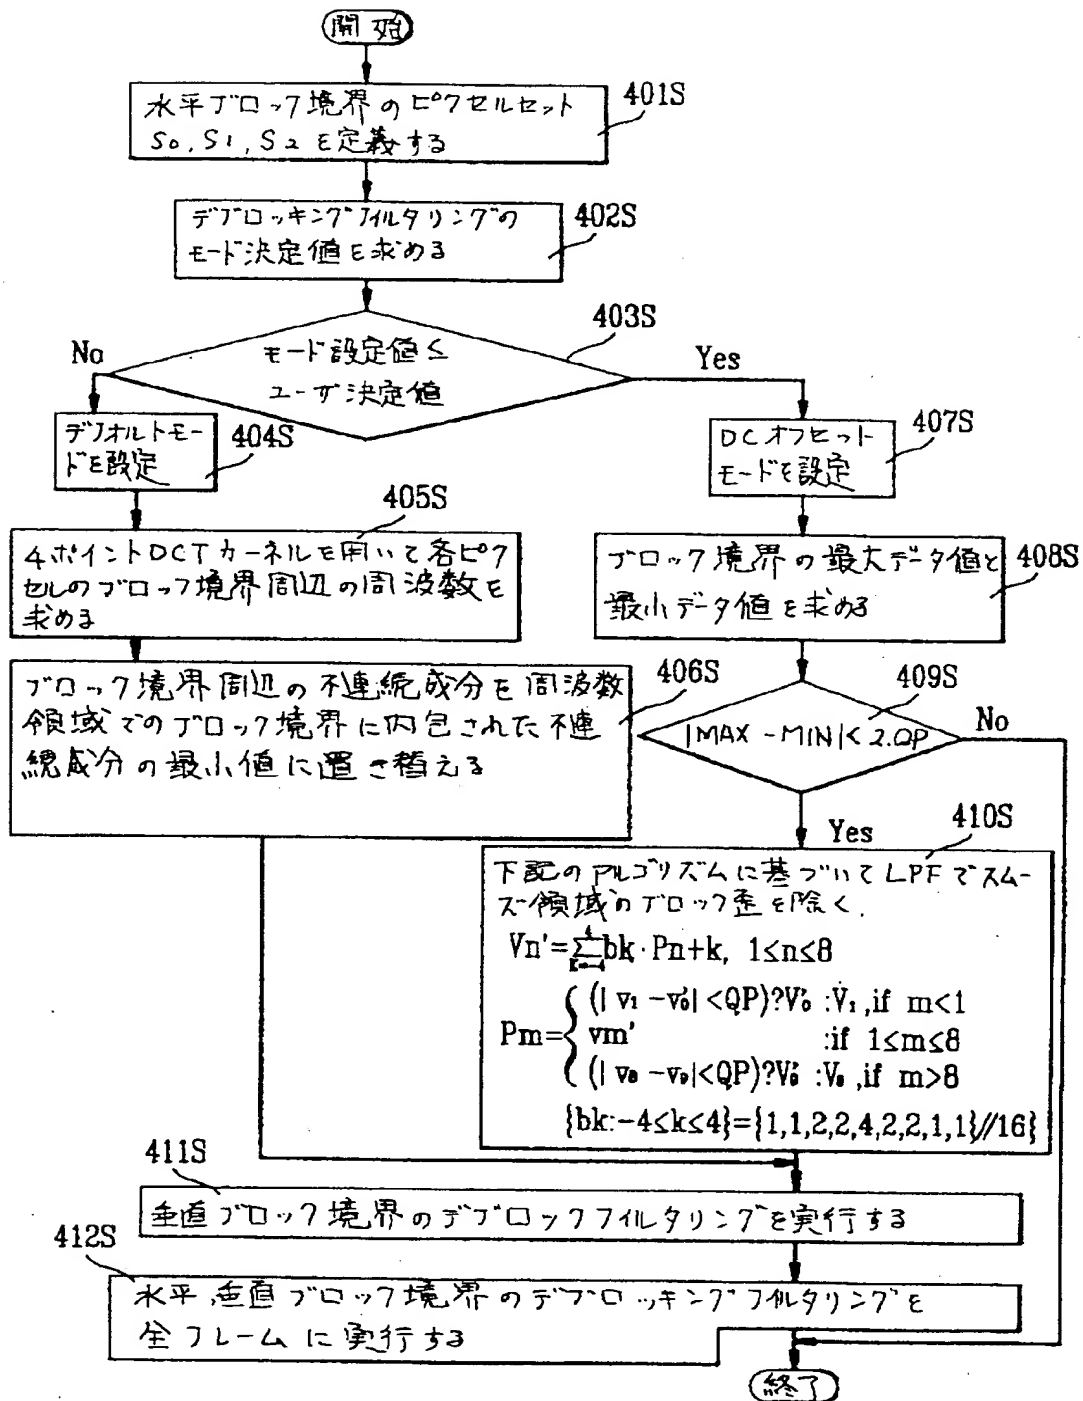 開始
水平ブロック境界のピクセルセット
S0, S1, S2を定義する
401S
デブロッキングフィルタリングの
モード決定値を求める
402S
モード設定値≦
ユーザ決定値
403S
No
Yes
デフォルトモー
ドを設定
404S
4ポイントDCTカーネルを用いて各ピク
セルのブロック境界周辺の周波数を
求める
405S
ブロック境界周辺の不連続成分を周波数
領域でのブロック境界に内包された不連
続成分の最小値に置き替える
406S
DCオフセット
モードを設定
407S
ブロック境界の最大データ値と
最小データ値を求める
408S
|MAX -MIN|< 2.QP
409S
No
Yes
410S
下記のアルゴリズムに基づいてLPFでスムー
ズ領域のブロック歪を除く.
Vn'=∑bk·Pn+k, 1≤n≤8
(| v1 -v0'| <QP)?V0' :V1 ,if m<1
Pm= vm' :if 1≤m≤8
:V8 ,if m>8
{bk:-4≤k≤4}={1,1,2,2,4,2,2,1,1}//16}
411S
垂直ブロック境界のデブロックフィルタリングを実行する
412S
水平,垂直ブロック境界のデブロッキングフィルタリングを
全フレームに実行する
終了